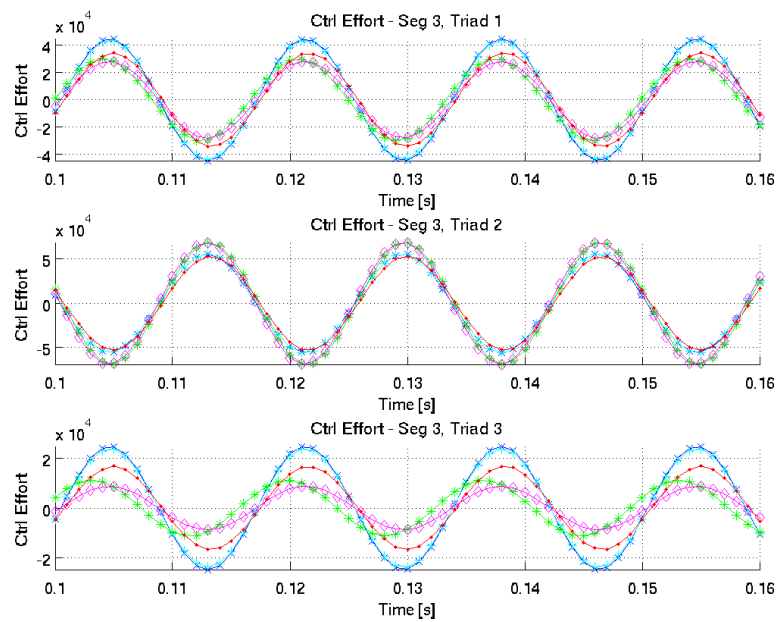 Ctrl Effort - Seg 3, Triad 1
x 10^4
Ctrl Effort
4
2
0
-2
-4
0.1 0.11 0.12 0.13 0.14 0.15 0.16
Time [s]
Ctrl Effort - Seg 3, Triad 2
x 10^4
Ctrl Effort
5
0
-5
0.1 0.11 0.12 0.13 0.14 0.15 0.16
Time [s]
Ctrl Effort - Seg 3, Triad 3
x 10^4
Ctrl Effort
2
0
-2
0.1 0.11 0.12 0.13 0.14 0.15 0.16
Time [s]